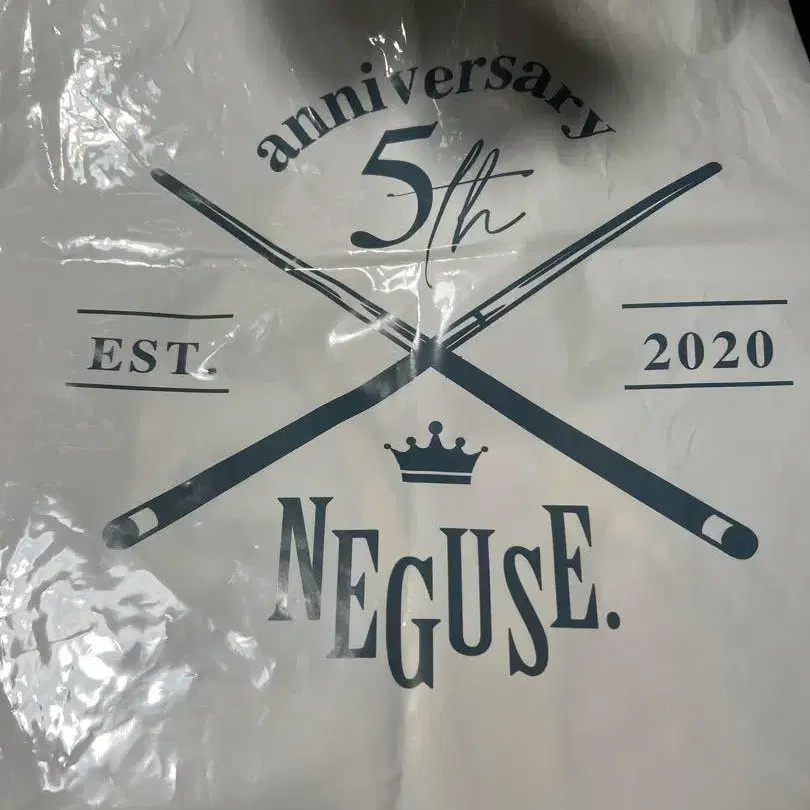 anniversary
5th
EST.
2020
NEGUSE.